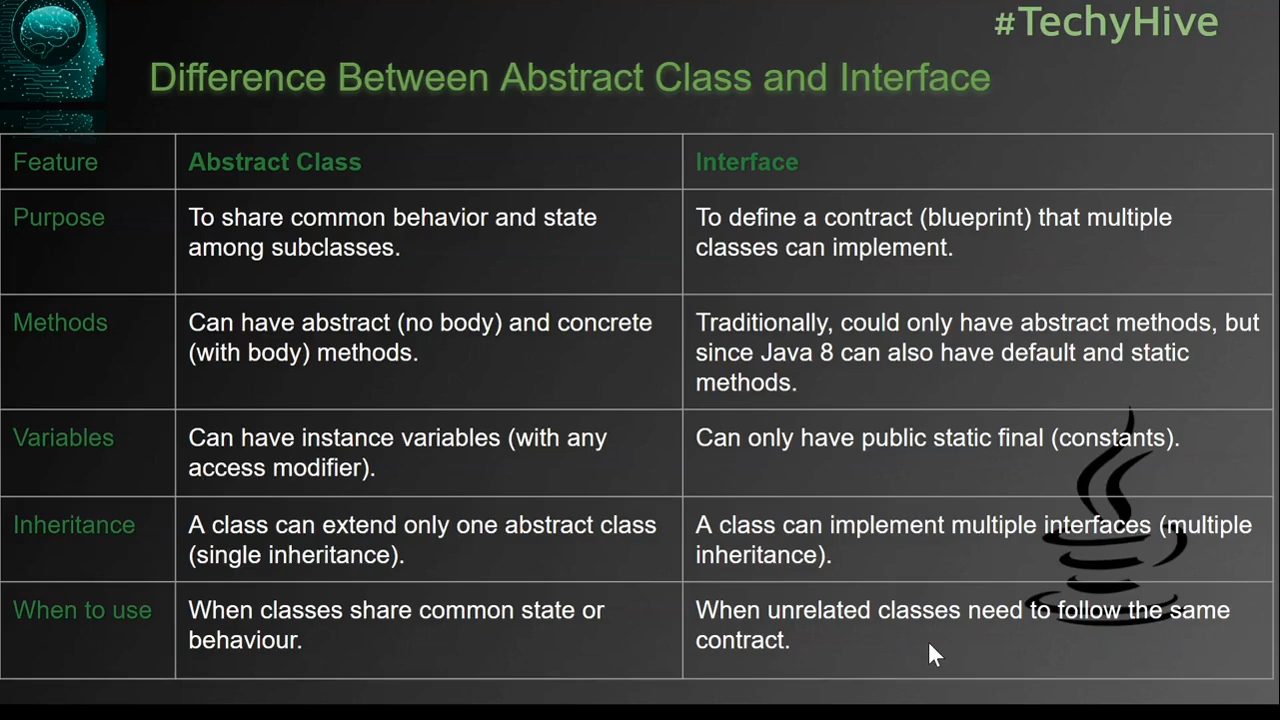 #TechyHive
Difference Between Abstract Class and Interface
Feature
Abstract Class
Interface
Purpose
To share common behavior and state
among subclasses.
To define a contract (blueprint) that multiple
classes can implement.
Methods
Can have abstract (no body) and concrete
(with body) methods.
Traditionally, could only have abstract methods, but
since Java 8 can also have default and static
methods.
Variables
Can have instance variables (with any
access modifier).
Can only have public static final (constants).
Inheritance
A class can extend only one abstract class
(single inheritance).
A class can implement multiple interfaces (multiple
inheritance).
When to use
When classes share common state or
behaviour.
When unrelated classes need to follow the same
contract.